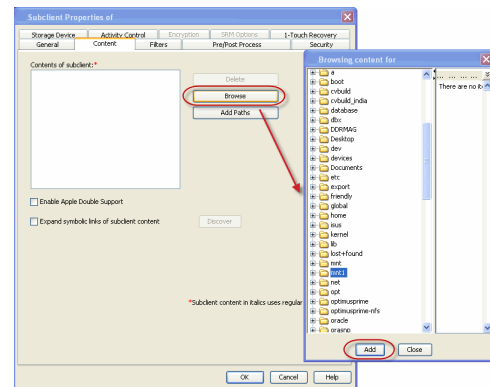 Subclient Properties of
Storage Device
Activity Control
Encryption
SRM Options
1-Touch Recovery
General
Content
Filters
Pre/Post Process
Security
Contents of subclient:*
Delete
Browse
Add Paths
Enable Apple Double Support
Expand symbolic links of subclient content
Discover
*Subclient content in italics uses regular
OK
Cancel
Help
Browsing content for
a
boot
cvbuild
cvbuild_india
database
dbx
DDRMAG
Desktop
dev
devices
Documents
etc
export
friendly
global
home
isus
kernel
lib
lost+found
mnt
mnt1
net
opt
optimusprime
optimusprime-nfs
oracle
... ... ... ...
There are no it
Add
Close